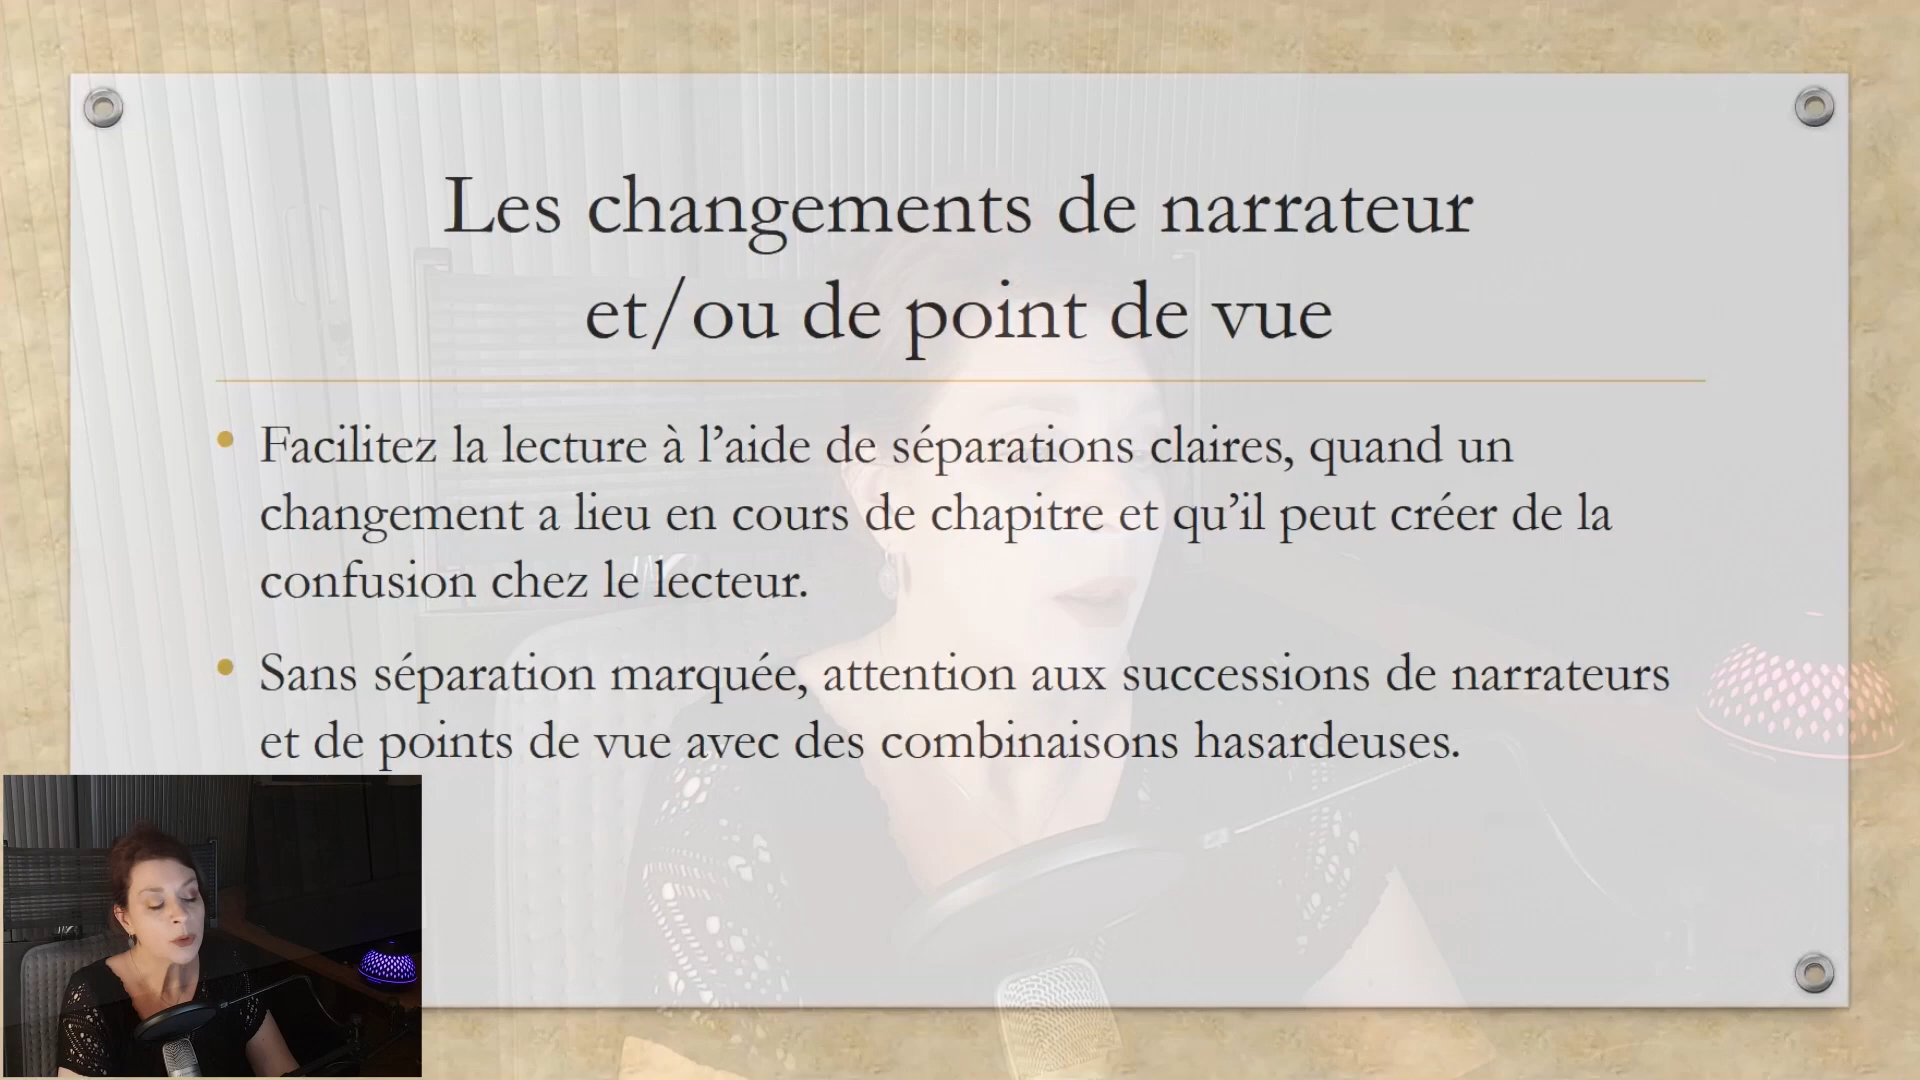 Les changements de narrateur
et/ou de point de vue
• Facilitez la lecture à l’aide de séparations claires, quand un
changement a lieu en cours de chapitre et qu’il peut créer de la
confusion chez le lecteur.
• Sans séparation marquée, attention aux successions de narrateurs
et de points de vue avec des combinaisons hasardeuses.